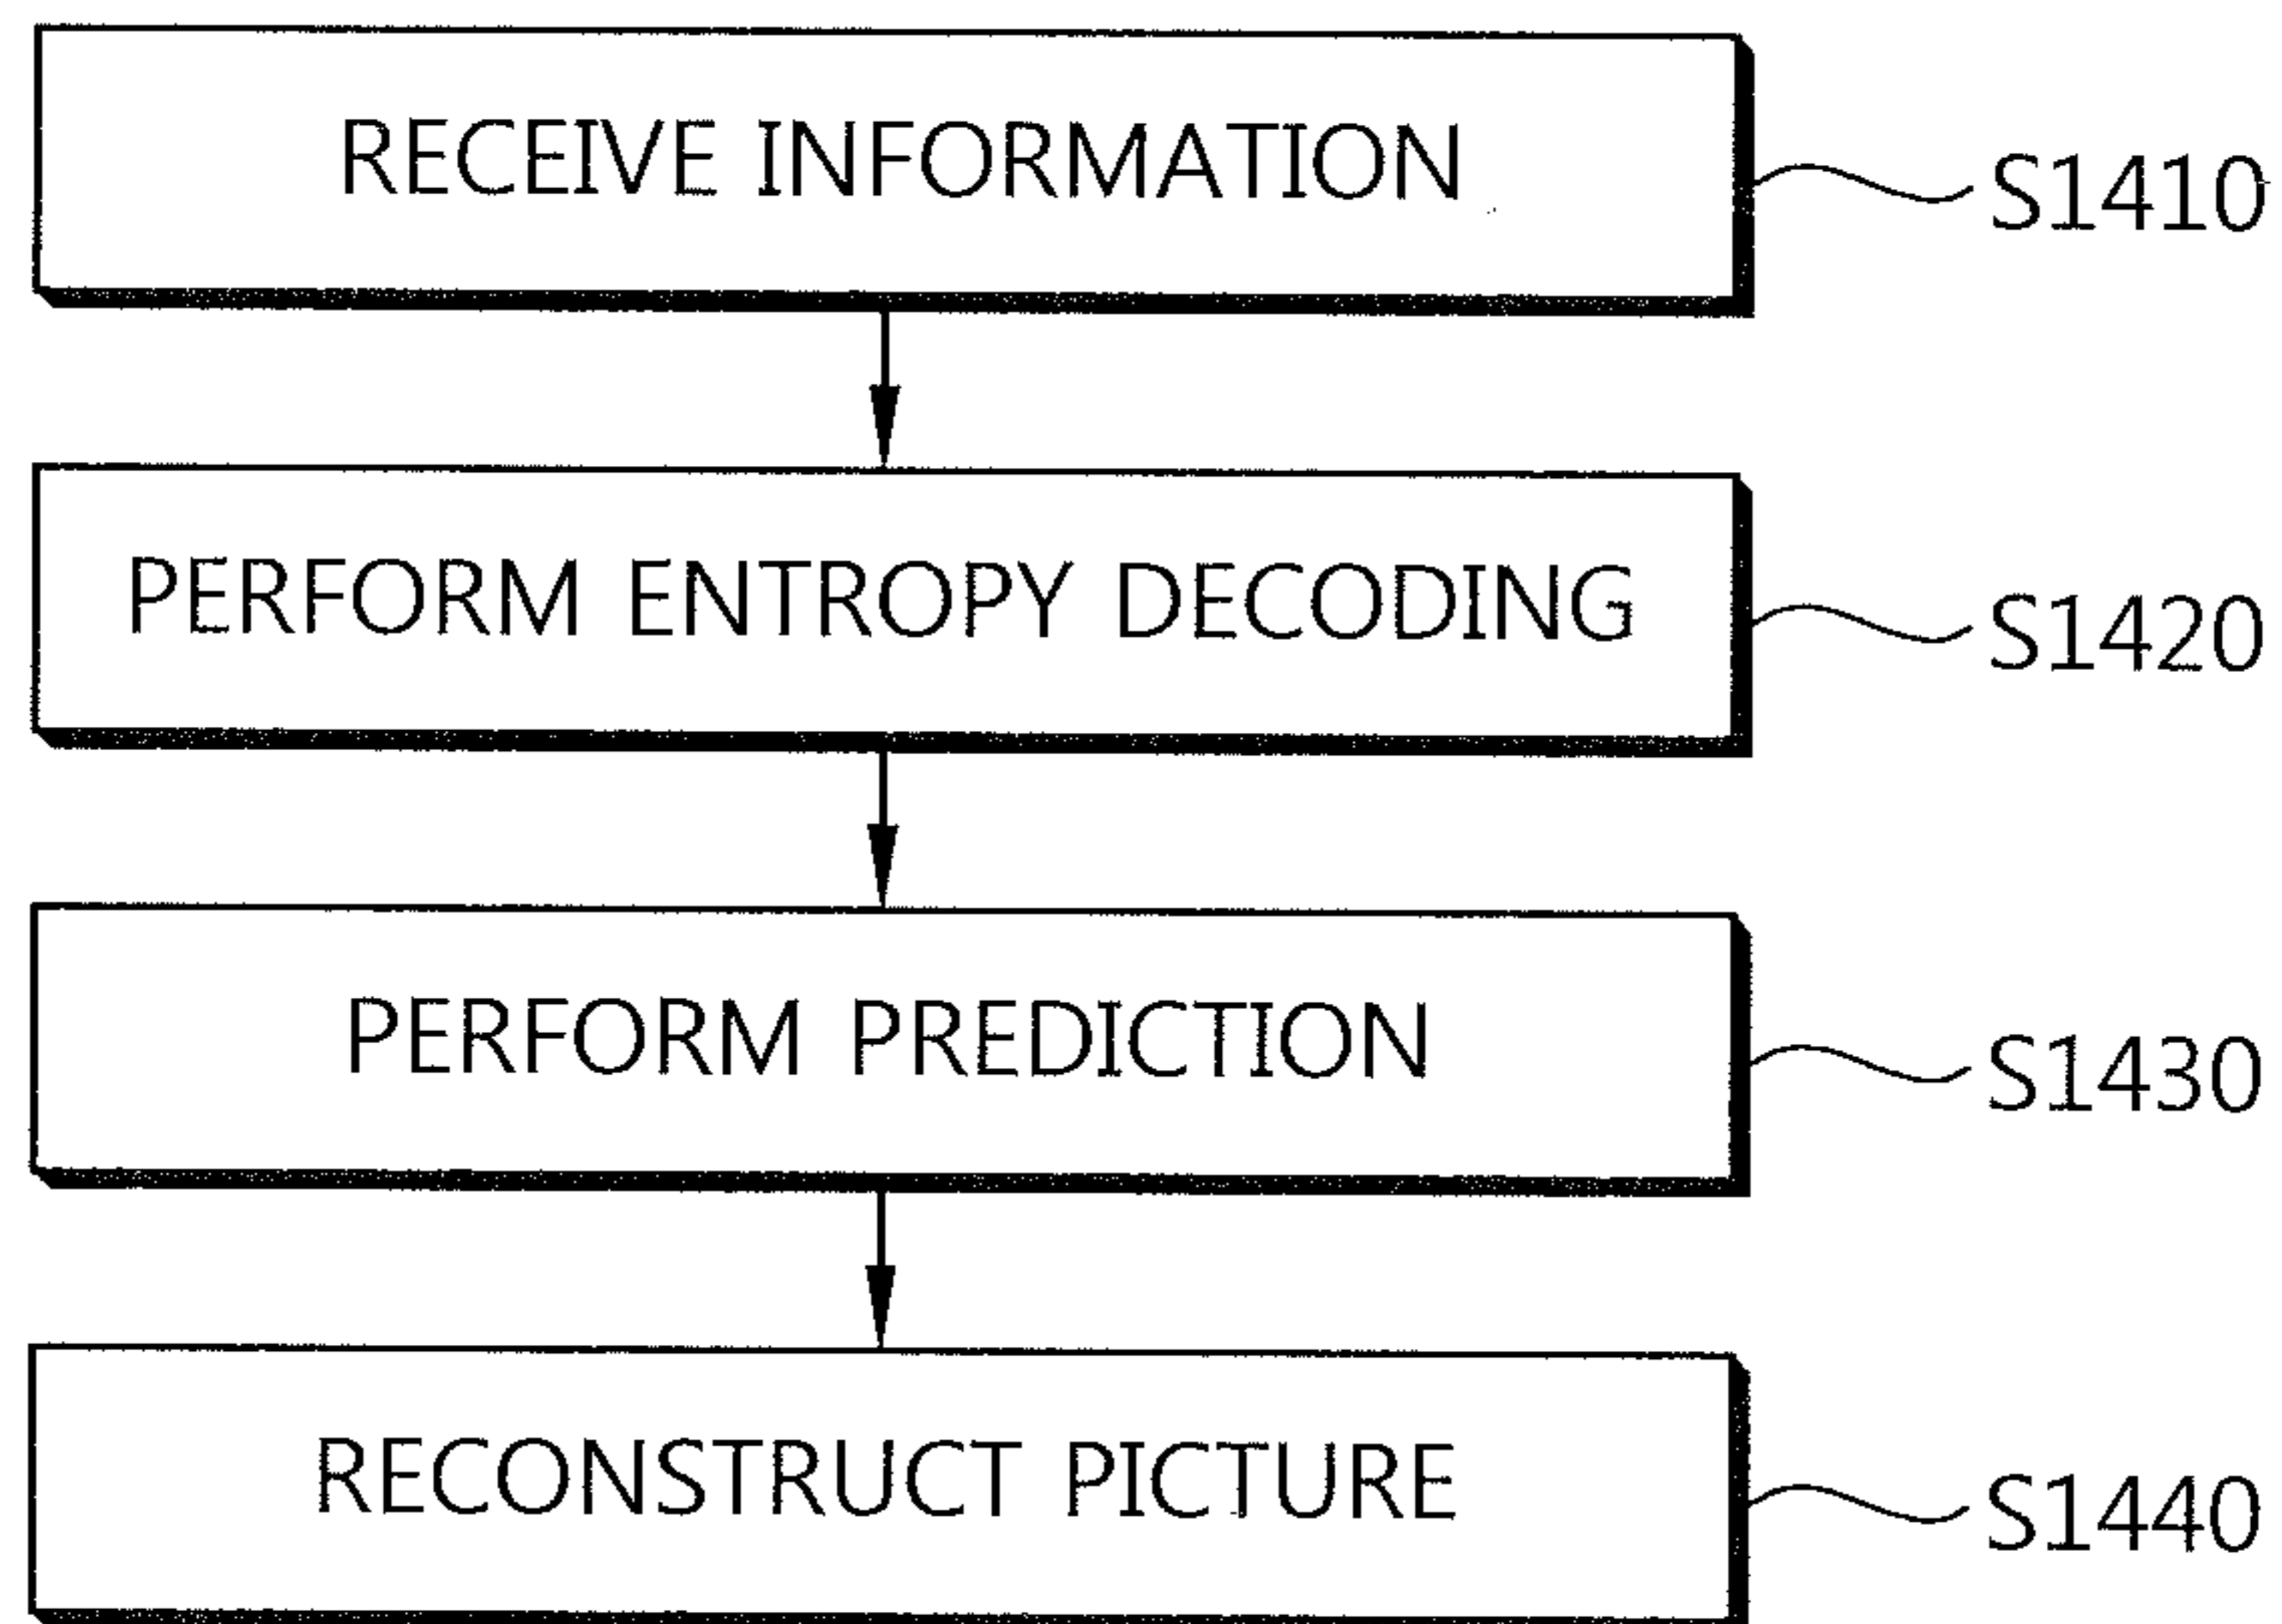 RECEIVE INFORMATION
S1410
PERFORM ENTROPY DECODING
S1420
PERFORM PREDICTION
S1430
RECONSTRUCT PICTURE
S1440